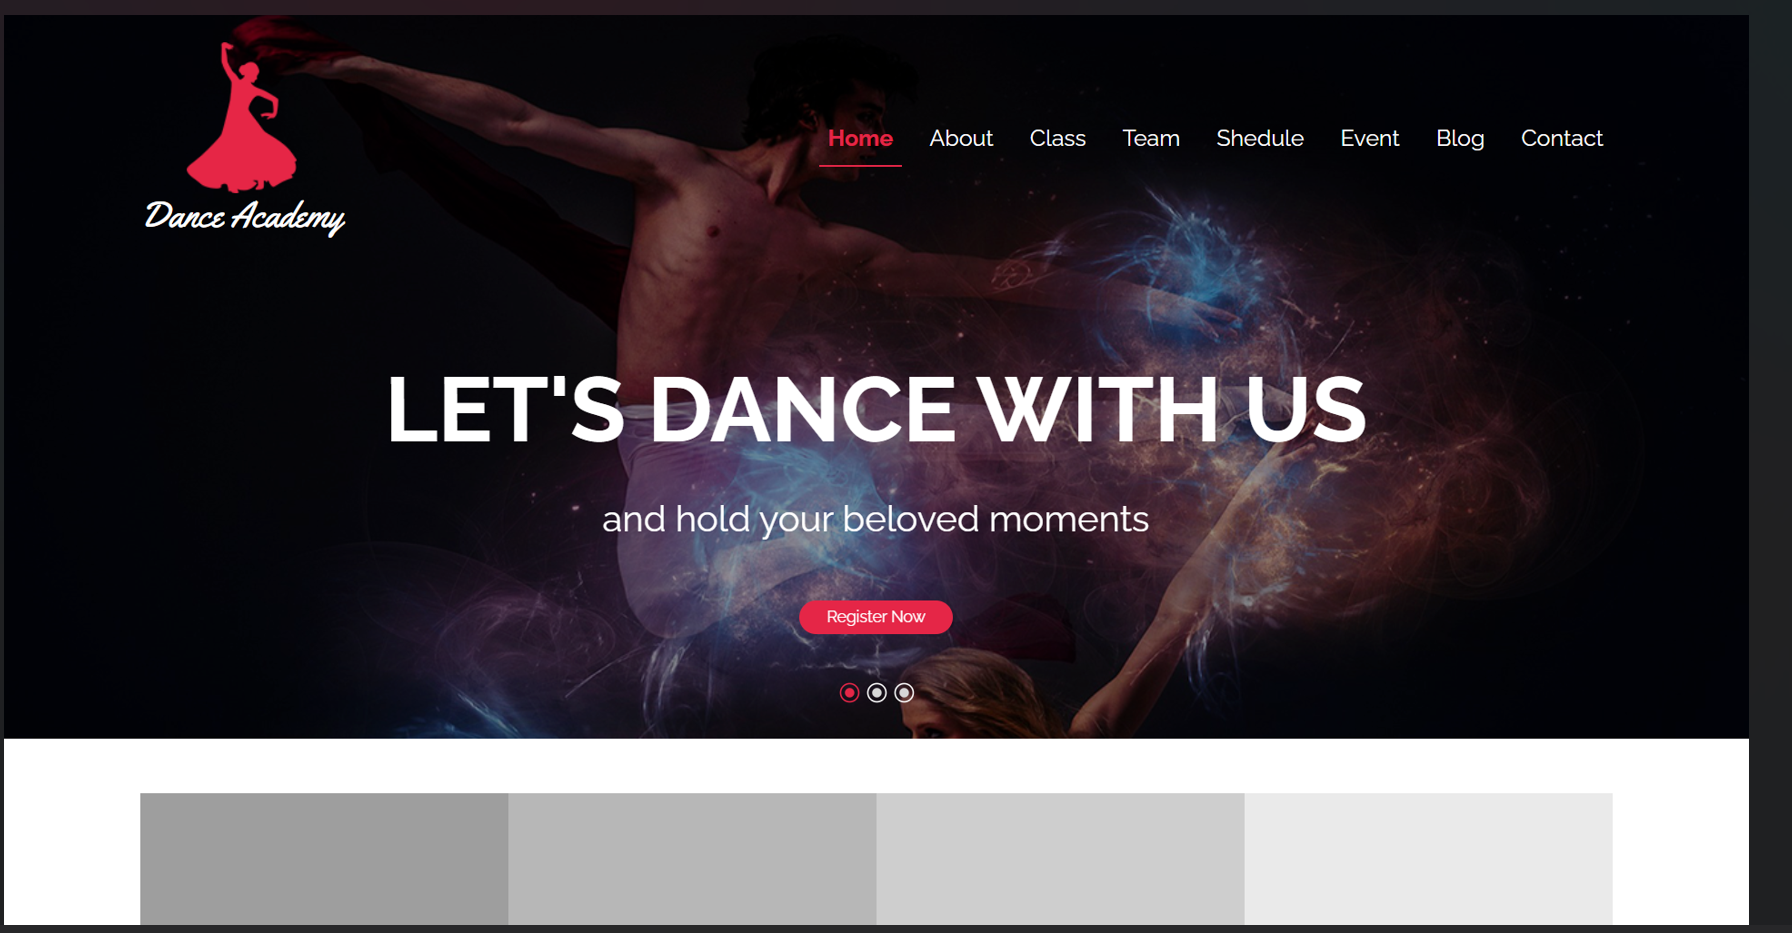 Dance Academy
Home About Class Team Shedule Event Blog Contact
LET'S DANCE WITH US
and hold your beloved moments
Register Now